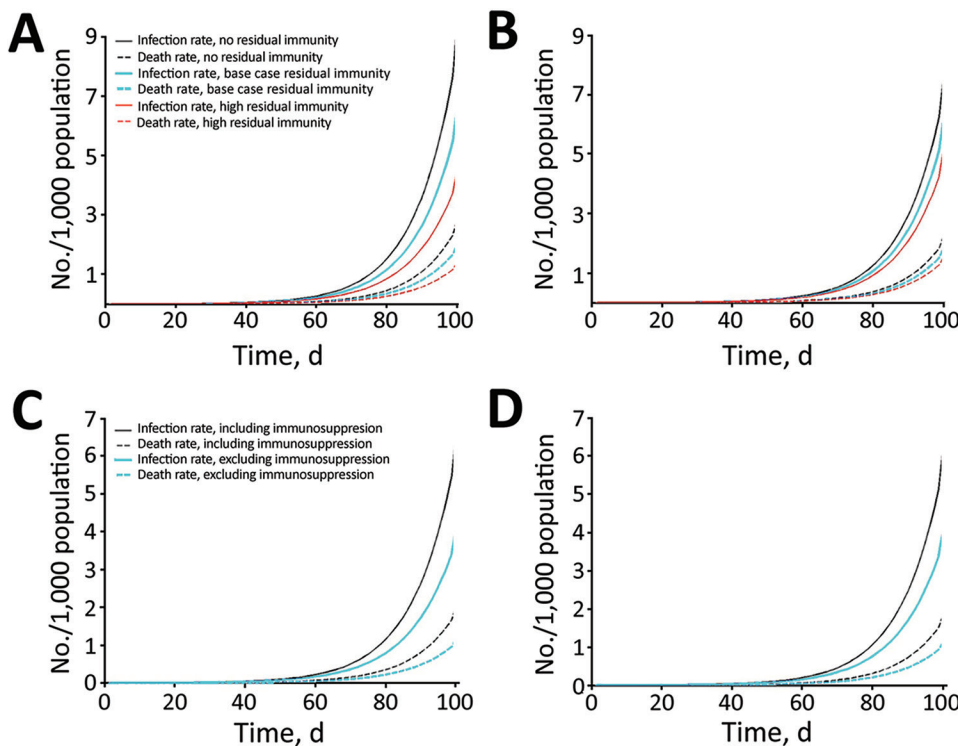 A
No./1,000 population
9
7
5
3
1
Infection rate, no residual immunity
Death rate, no residual immunity
Infection rate, base case residual immunity
Death rate, base case residual immunity
Infection rate, high residual immunity
Death rate, high residual immunity
0 20 40 60 80 100
Time, d
B
No./1,000 population
9
7
5
3
1
0 20 40 60 80 100
Time, d
C
No./1,000 population
7
6
5
4
3
2
1
0
Infection rate, including immunosuppresion
Death rate, including immunosuppression
Infection rate, excluding immunosuppression
Death rate, excluding immunosuppression
0 20 40 60 80 100
Time, d
D
No./1,000 population
7
6
5
4
3
2
1
0
0 20 40 60 80 100
Time, d